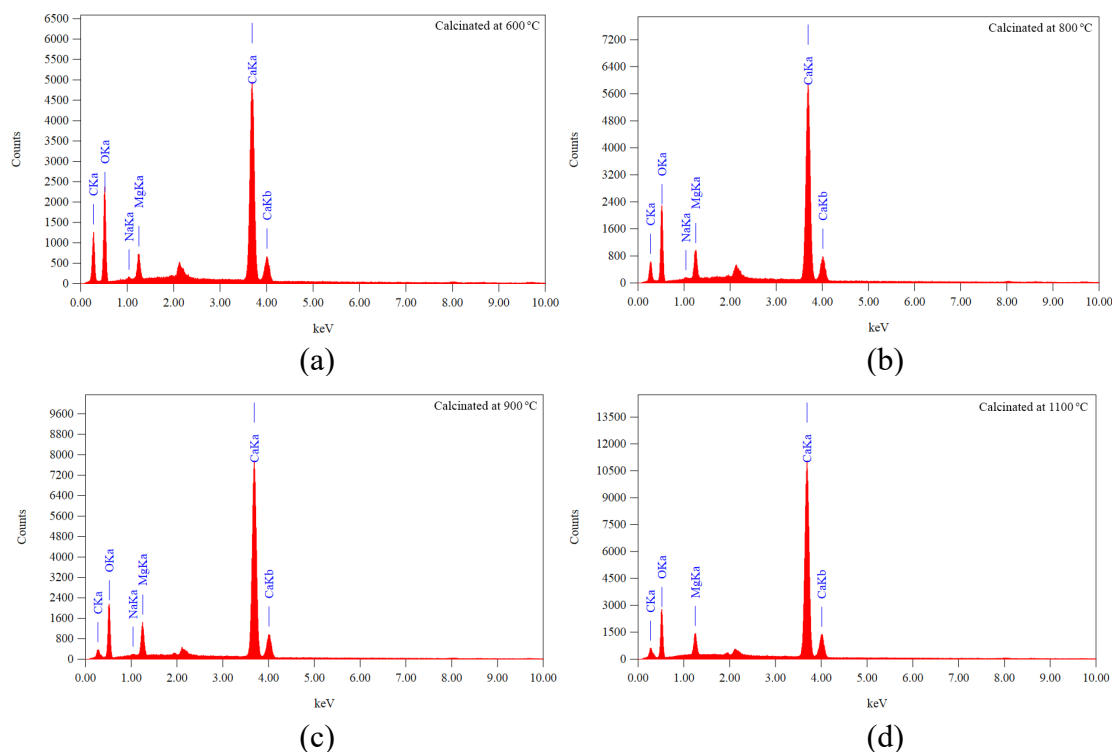 Calcinated at 600 °C
6500
6000
5500
5000
4500
4000
3500
3000
2500
2000
1500
1000
500
0
Counts
CKa
OKa
NaKa
MgKa
CaKa
CaKb
0.00 1.00 2.00 3.00 4.00 5.00 6.00 7.00 8.00 9.00 10.00
keV
(a)
Calcinated at 800 °C
7200
6400
5600
4800
4000
3200
2400
1600
800
0
Counts
CKa
OKa
NaKa
MgKa
CaKa
CaKb
0.00 1.00 2.00 3.00 4.00 5.00 6.00 7.00 8.00 9.00 10.00
keV
(b)
Calcinated at 900 °C
9600
8800
8000
7200
6400
5600
4800
4000
3200
2400
1600
800
0
Counts
CKa
OKa
NaKa
MgKa
CaKa
CaKb
0.00 1.00 2.00 3.00 4.00 5.00 6.00 7.00 8.00 9.00 10.00
keV
(c)
Calcinated at 1100 °C
13500
12000
10500
9000
7500
6000
4500
3000
1500
0
Counts
CKa
OKa
MgKa
CaKa
CaKb
0.00 1.00 2.00 3.00 4.00 5.00 6.00 7.00 8.00 9.00 10.00
keV
(d)